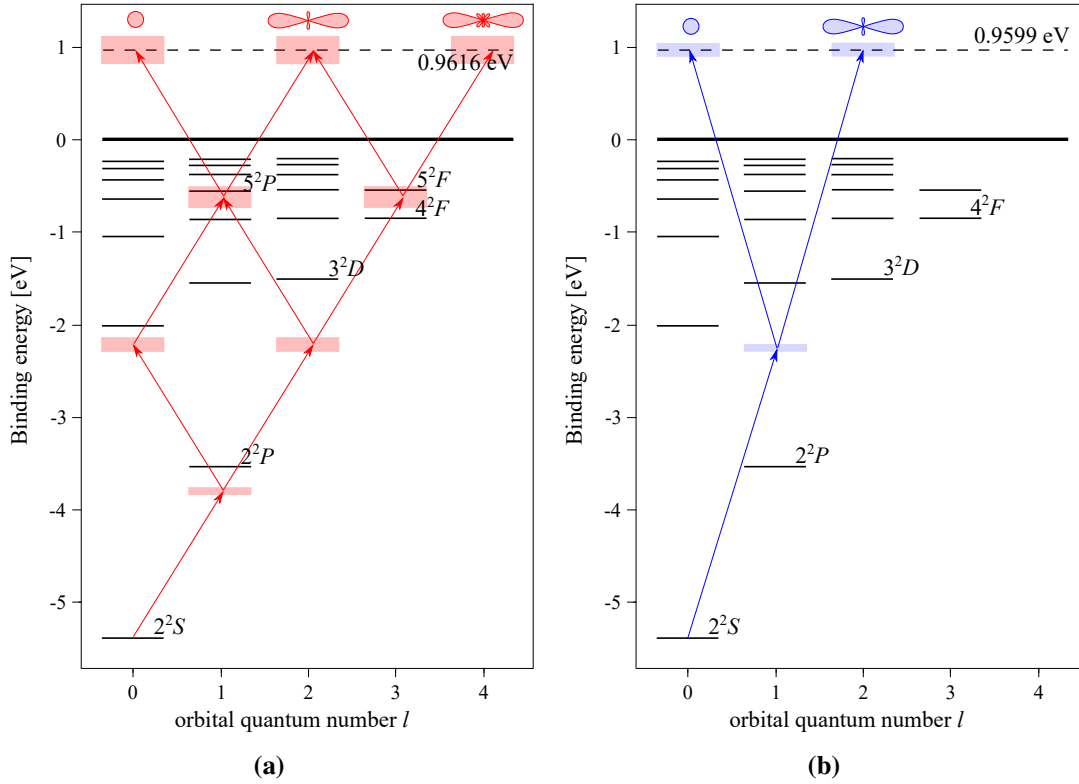 1
0
-1
-2
-3
-4
-5
Binding energy [eV]
0.9616 eV
5²P
5²F
4²F
3²D
2²P
2²S
0 1 2 3 4
orbital quantum number l
(a)
1
0
-1
-2
-3
-4
-5
Binding energy [eV]
0.9599 eV
4²F
3²D
2²P
2²S
0 1 2 3 4
orbital quantum number l
(b)